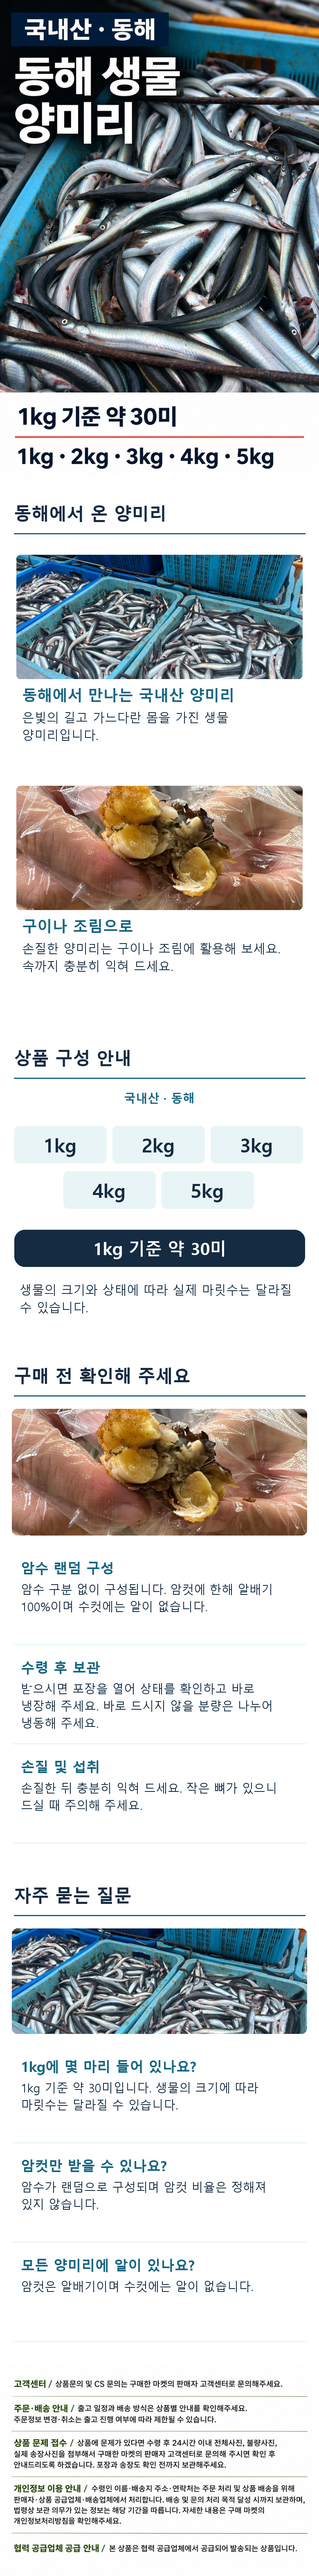 국내산 · 동해
동해 생물
양미리
1kg 기준 약 30미
1kg · 2kg · 3kg · 4kg · 5kg
동해에서 온 양미리
동해에서 만나는 국내산 양미리
은빛의 길고 가느다란 몸을 가진 생물
양미리입니다.
구이나 조림으로
손질한 양미리는 구이나 조림에 활용해 보세요.
속까지 충분히 익혀 드세요.
상품 구성 안내
국내산 · 동해
1kg 2kg 3kg
4kg 5kg
1kg 기준 약 30미
생물의 크기와 상태에 따라 실제 마릿수는 달라질
수 있습니다.
구매 전 확인해 주세요
암수 랜덤 구성
암수 구분 없이 구성됩니다. 암컷에 한해 알배기
100%이며 수컷에는 알이 없습니다.
수령 후 보관
받으시면 포장을 열어 상태를 확인하고 바로
냉장해 주세요. 바로 드시지 않을 분량은 나누어
냉동해 주세요.
손질 및 섭취
손질한 뒤 충분히 익혀 드세요. 작은 뼈가 있으니
드실 때 주의해 주세요.
자주 묻는 질문
1kg에 몇 마리 들어 있나요?
1kg 기준 약 30미입니다. 생물의 크기에 따라
마릿수는 달라질 수 있습니다.
암컷만 받을 수 있나요?
암수가 랜덤으로 구성되며 암컷 비율은 정해져
있지 않습니다.
모든 양미리에 알이 있나요?
암컷은 알배기이며 수컷에는 알이 없습니다.
고객센터 / 상품문의 및 CS 문의는 구매한 마켓의 판매자 고객센터로 문의해주세요.
주문·배송 안내 / 출고 일정과 배송 방식은 상품별 안내를 확인해주세요.
주문정보 변경·취소는 출고 진행 여부에 따라 제한될 수 있습니다.
상품 문제 접수 / 상품에 문제가 있다면 수령 후 24시간 이내 전체사진, 불량사진,
실제 송장사진을 첨부해서 구매한 마켓의 판매자 고객센터로 문의해 주시면 확인 후
안내드리도록 하겠습니다. 포장과 송장도 확인 전까지 보관해주세요.
개인정보 이용 안내 / 수령인 이름·배송지 주소·연락처는 주문 처리 및 상품 배송을 위해
판매자·상품 공급업체·배송업체에서 처리합니다. 배송 및 문의 처리 목적 달성 시까지 보관하며,
법령상 보관 의무가 있는 정보는 해당 기간을 따릅니다. 자세한 내용은 구매 마켓의
개인정보처리방침을 확인해주세요.
협력 공급업체 공급 안내 / 본 상품은 협력 공급업체에서 공급되어 발송되는 상품입니다.